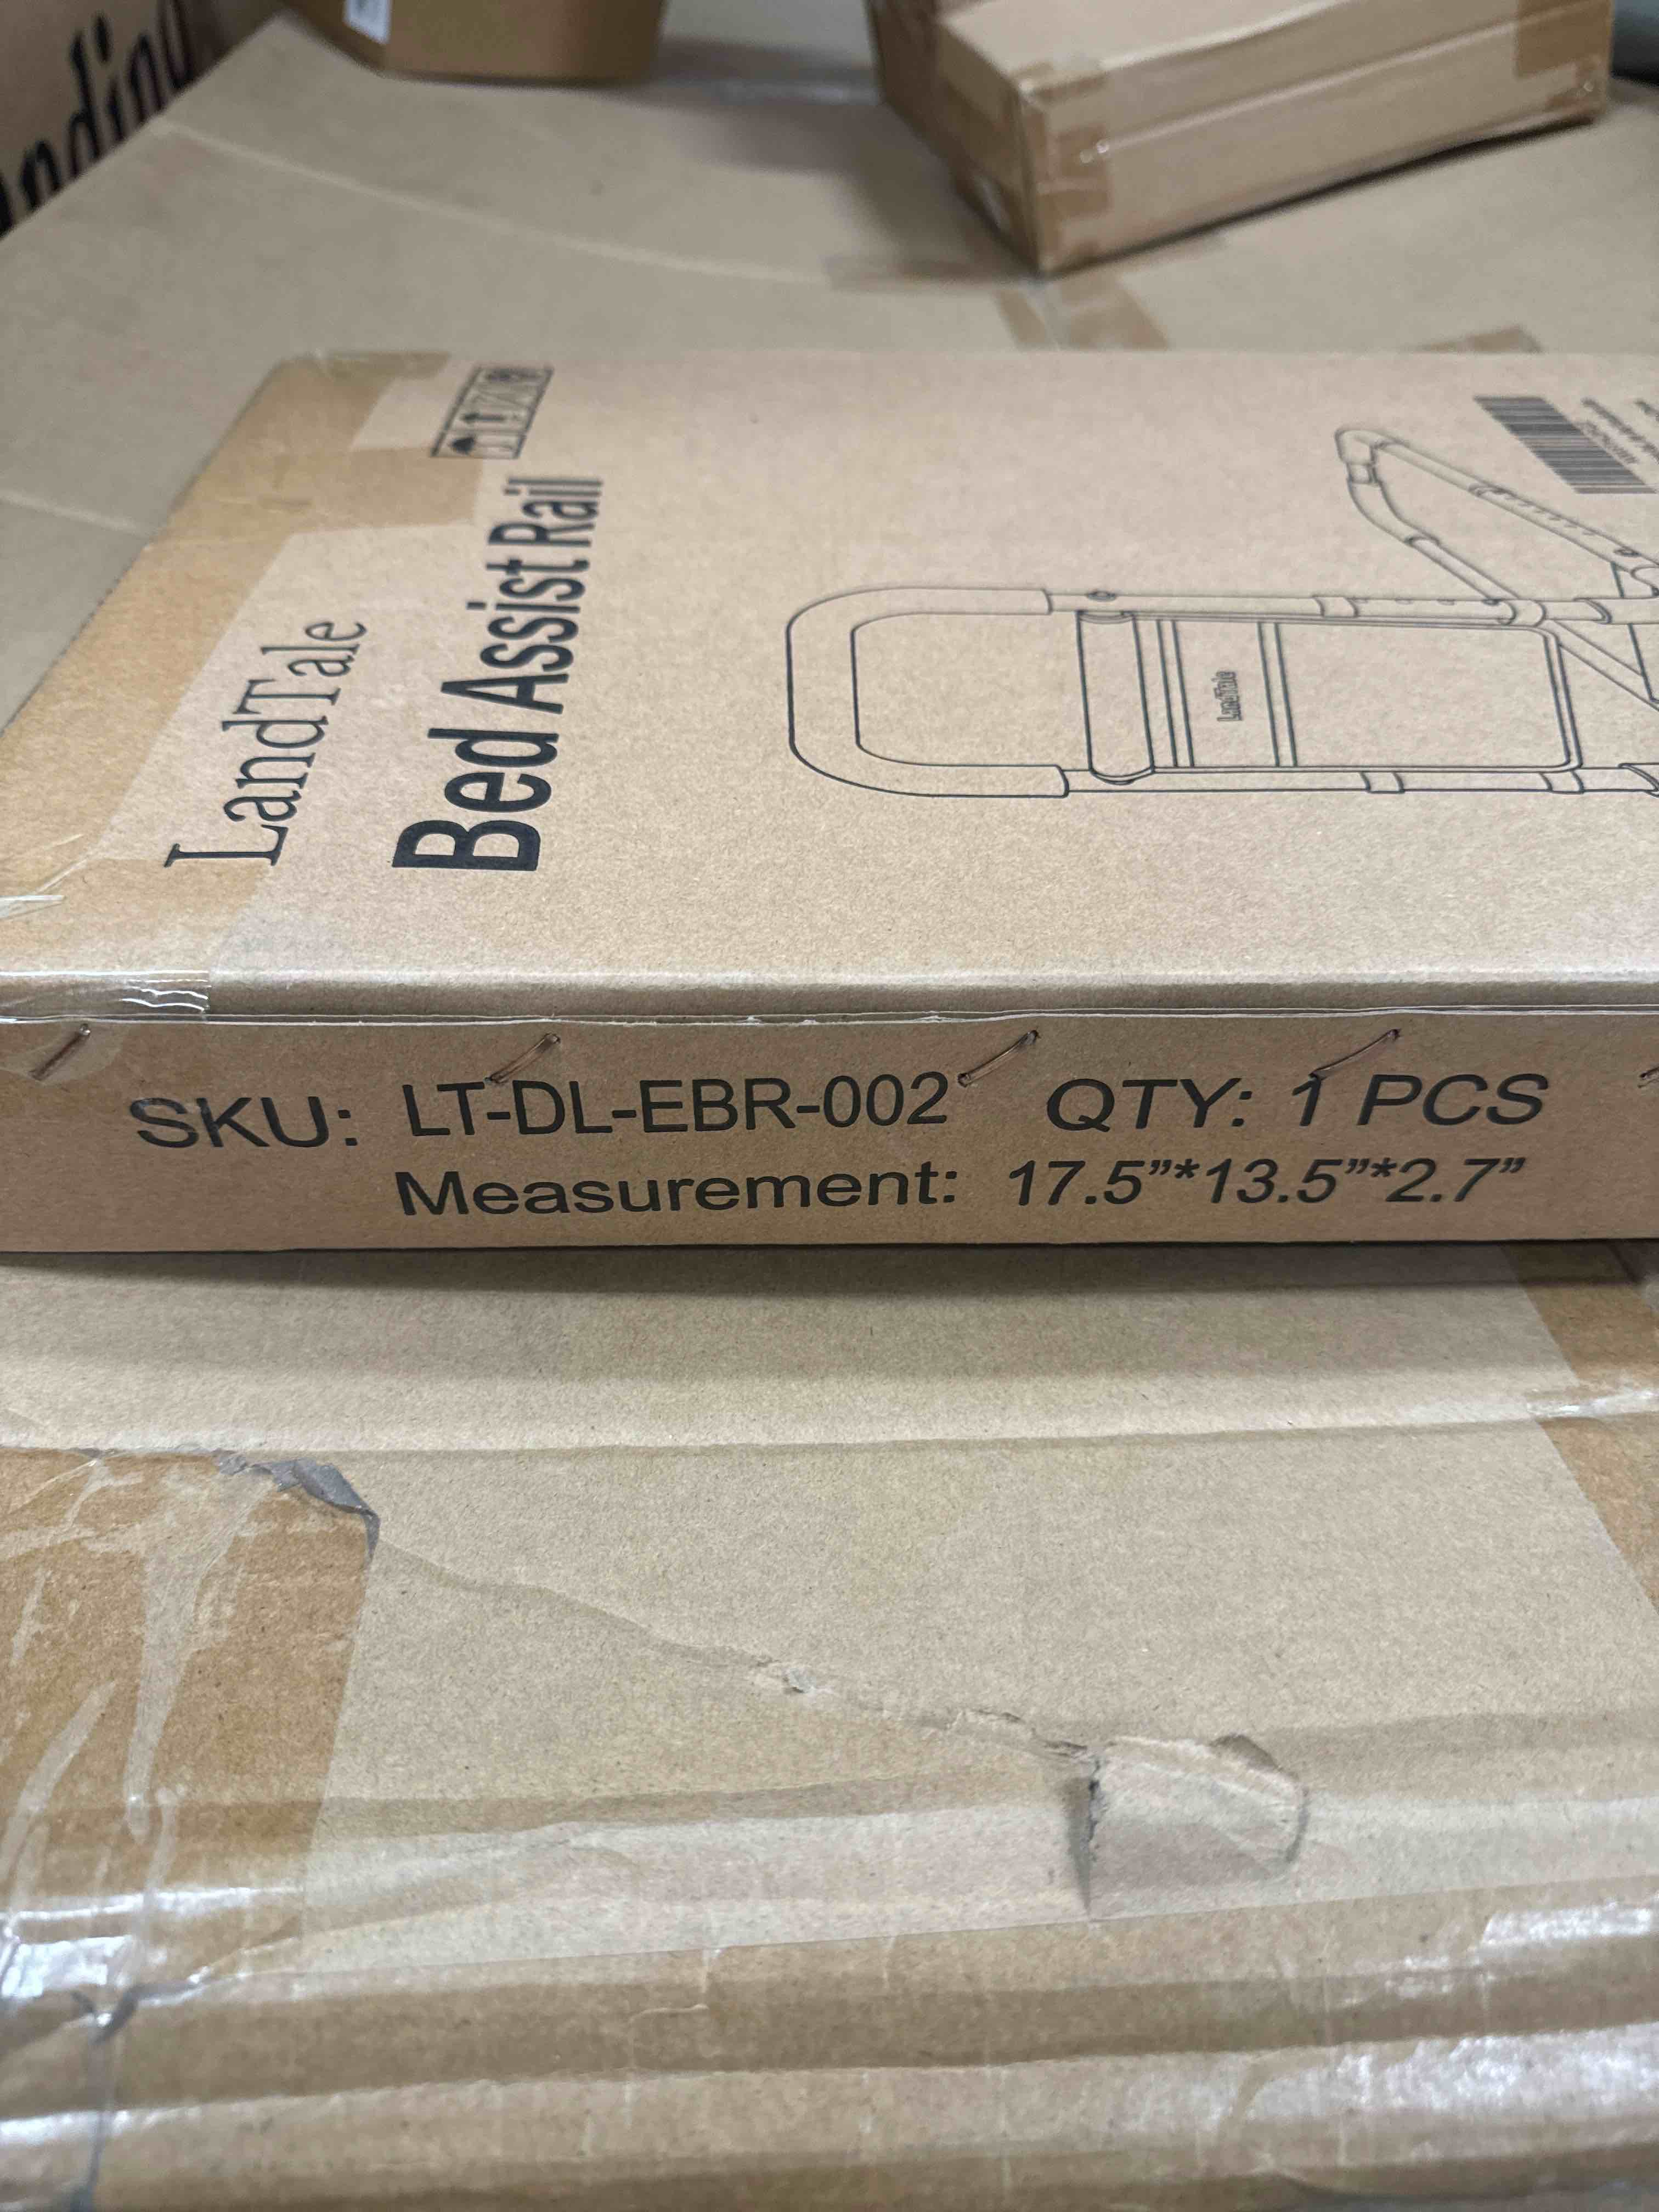 LandTale
Bed Assist Rail
LandTale
SKU: LT-DL-EBR-002 QTY: 1 PCS
Measurement: 17.5”*13.5”*2.7”